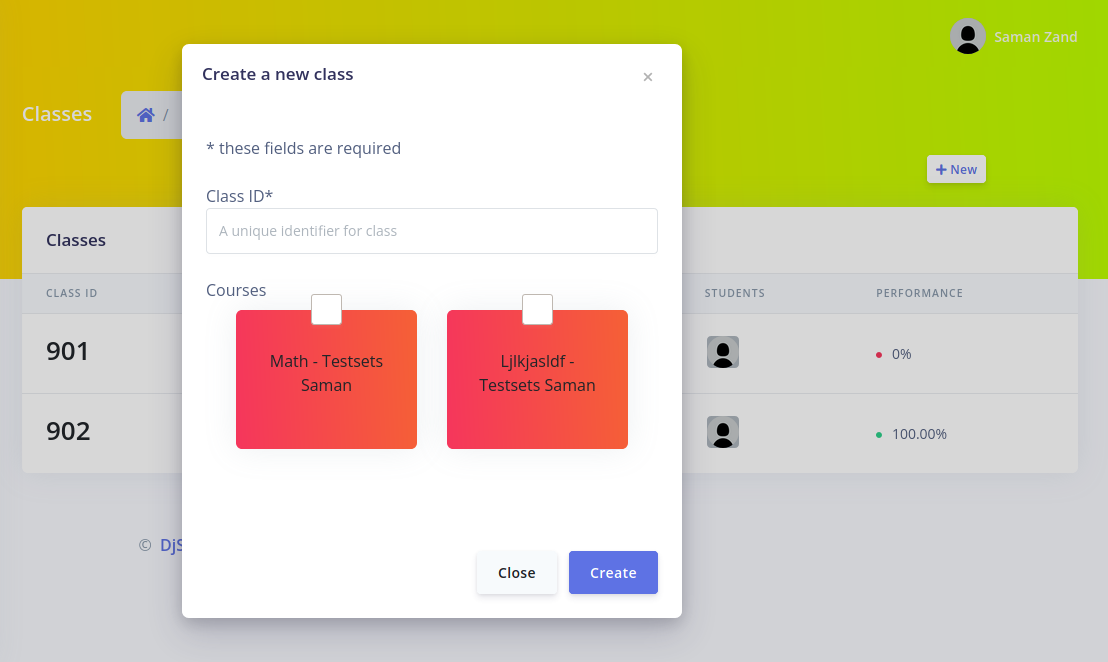 Saman Zand
Create a new class
×
Classes
/
* these fields are required
+ New
Class ID*
A unique identifier for class
Classes
Courses
CLASS ID
STUDENTS
PERFORMANCE
Math - Testsets
Saman
Ljlkjasldf -
Testsets Saman
901
0%
902
100.00%
© DjS
Close
Create